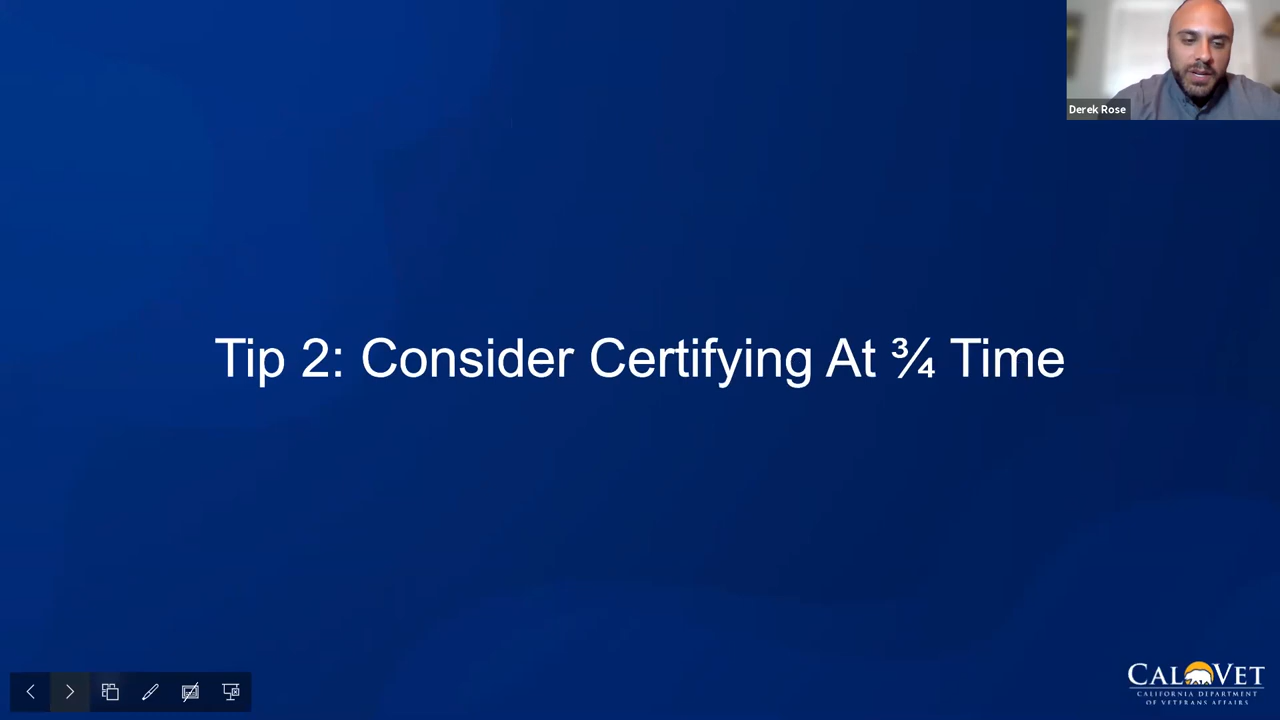 Derek Rose
Tip 2: Consider Certifying At ¾ Time
CALVET
CALIFORNIA DEPARTMENT
OF VETERANS AFFAIRS